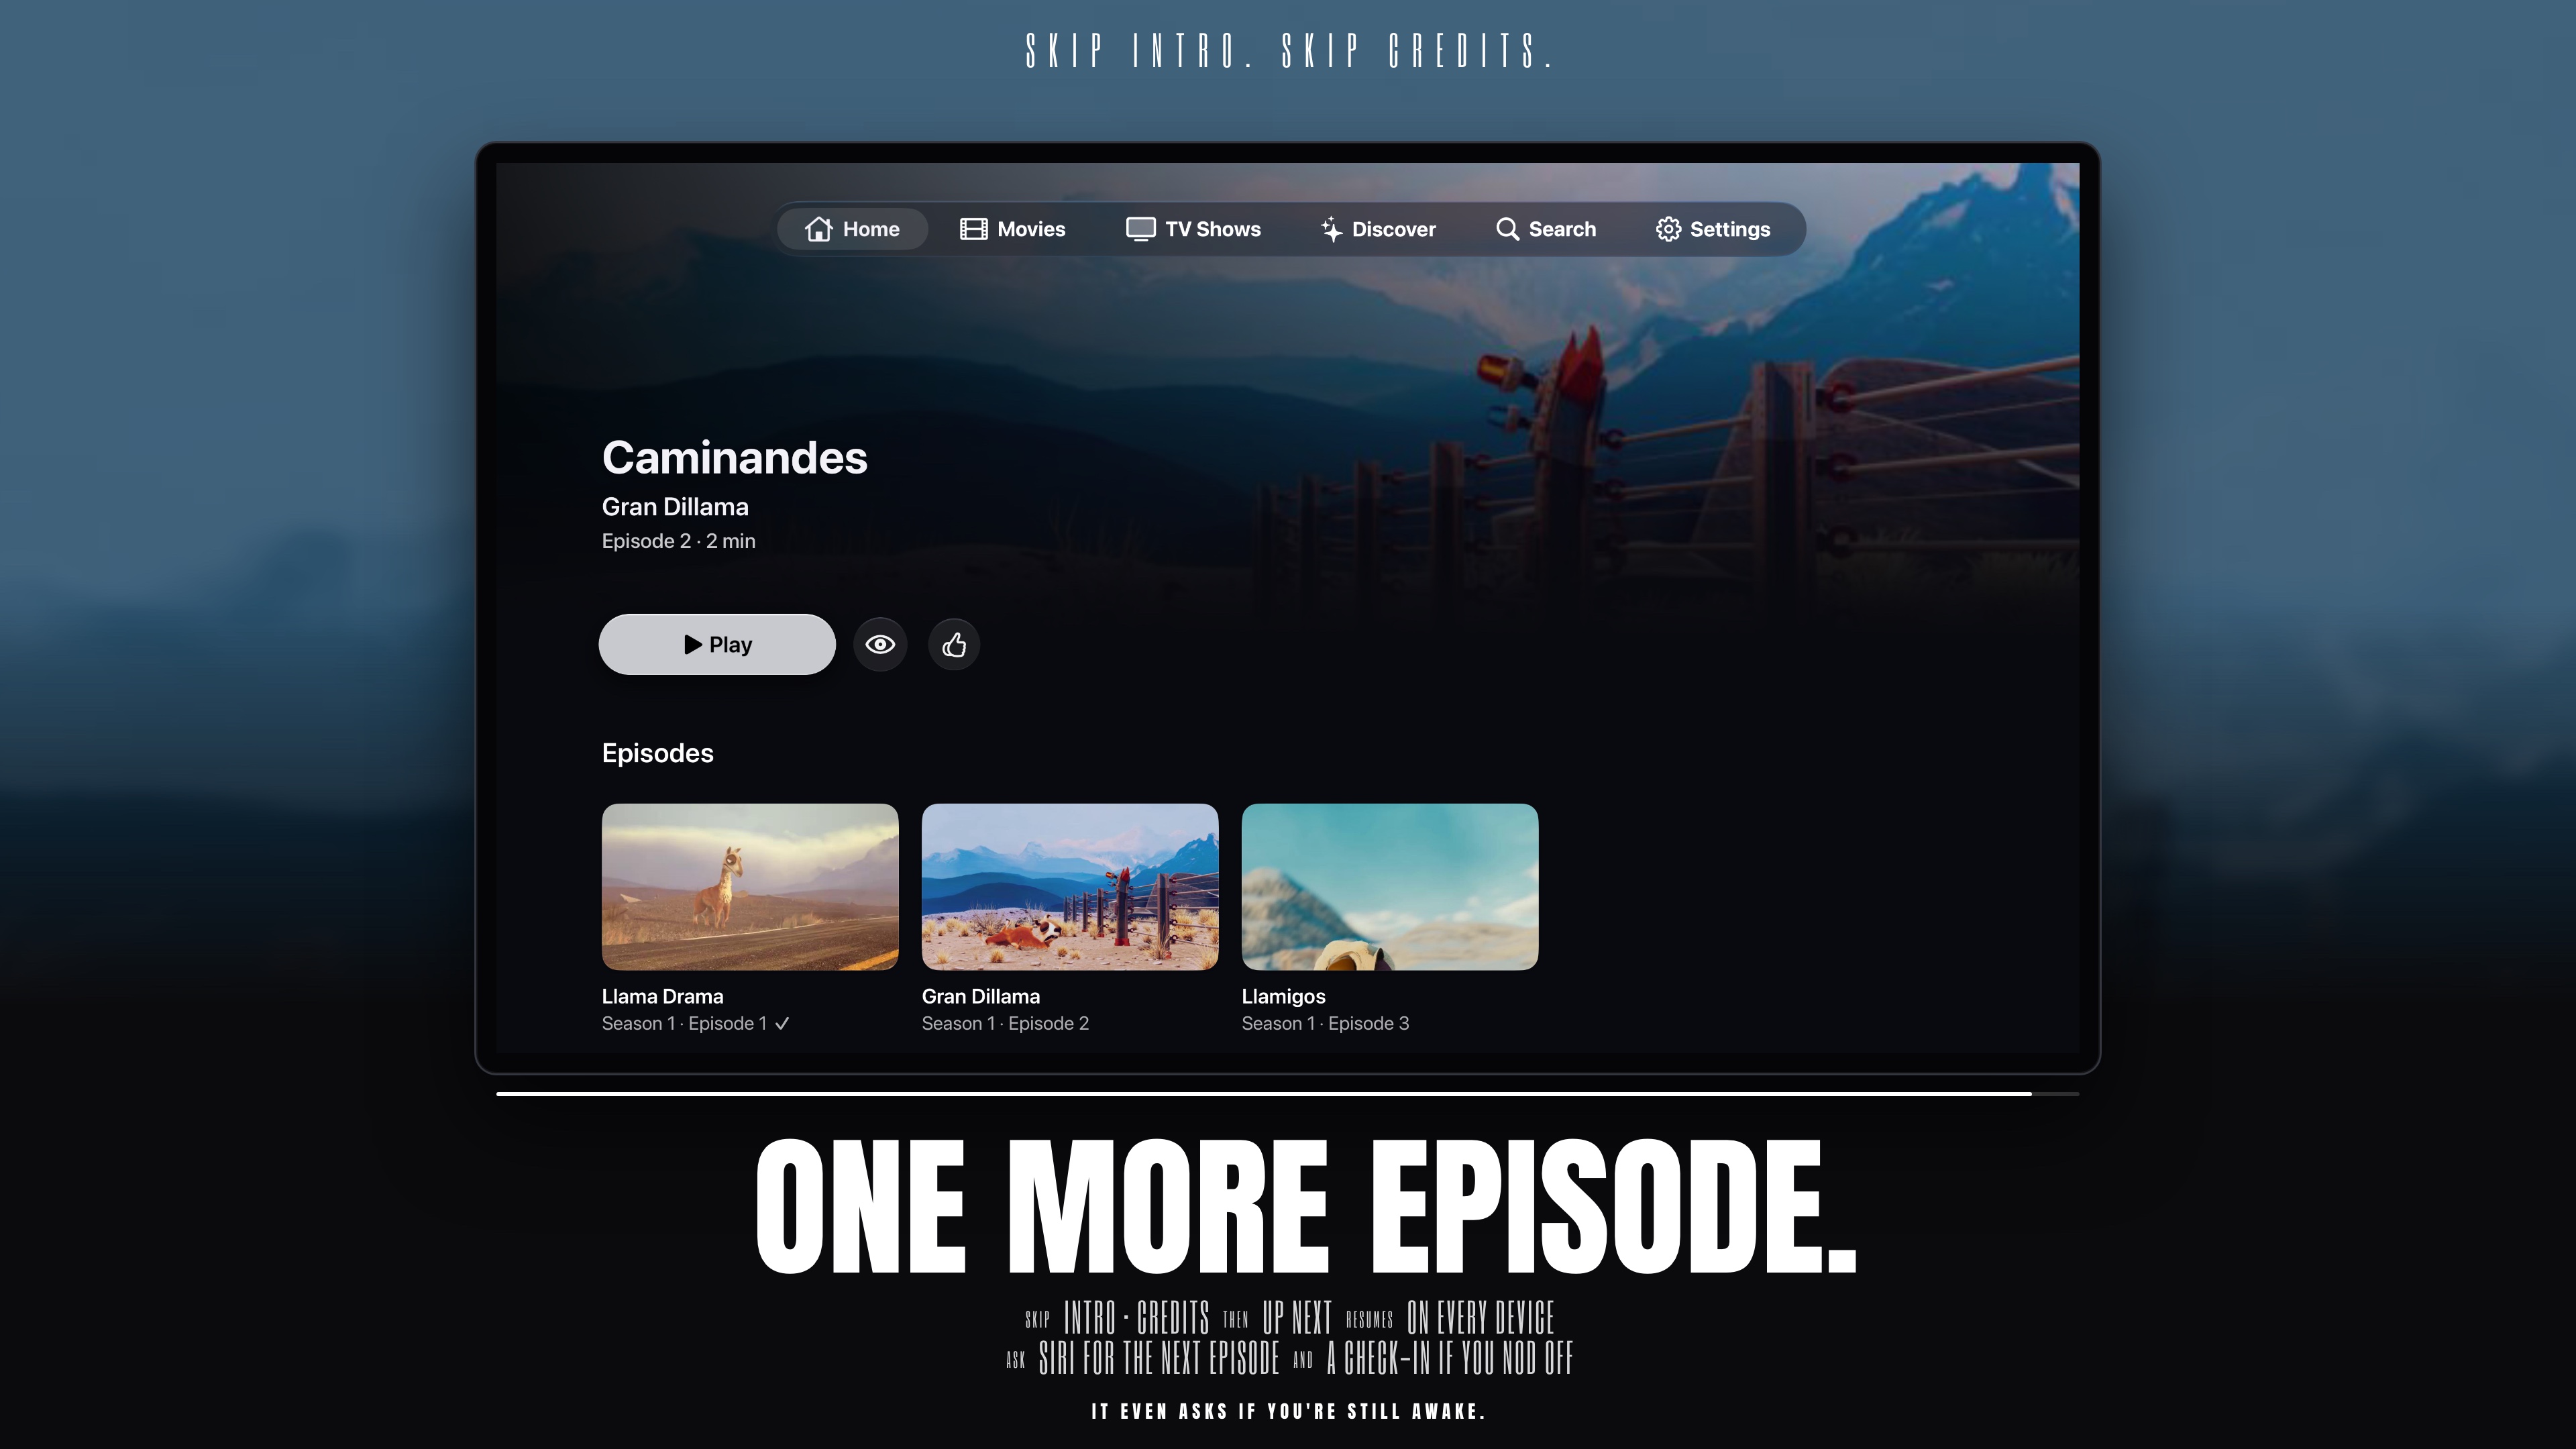 SKIP INTRO. SKIP CREDITS.
Home Movies TV Shows Discover Search Settings
Caminandes
Gran Dillama
Episode 2 · 2 min
Play
Episodes
Llama Drama
Season 1 · Episode 1
Gran Dillama
Season 1 · Episode 2
Llamigos
Season 1 · Episode 3
ONE MORE EPISODE.
SKIP INTRO · CREDITS THEN UP NEXT RESUMES ON EVERY DEVICE
ASK SIRI FOR THE NEXT EPISODE AND A CHECK-IN IF YOU NOD OFF
IT EVEN ASKS IF YOU'RE STILL AWAKE.